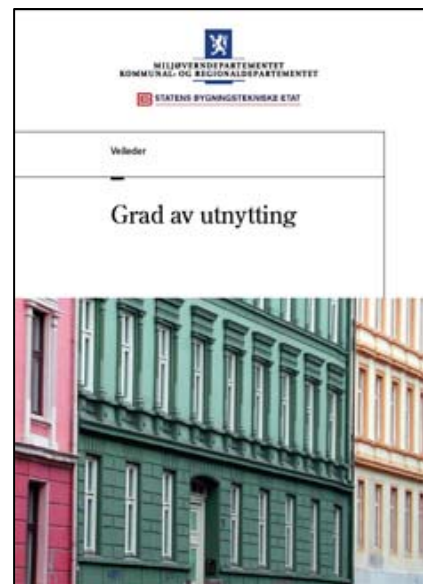 MILJØVERNDEPARTEMENTET
KOMMUNAL- OG REGIONALDEPARTEMENTET
STATENS BYGNINGSTEKNISKE ETAT
Veileder
Grad av utnytting